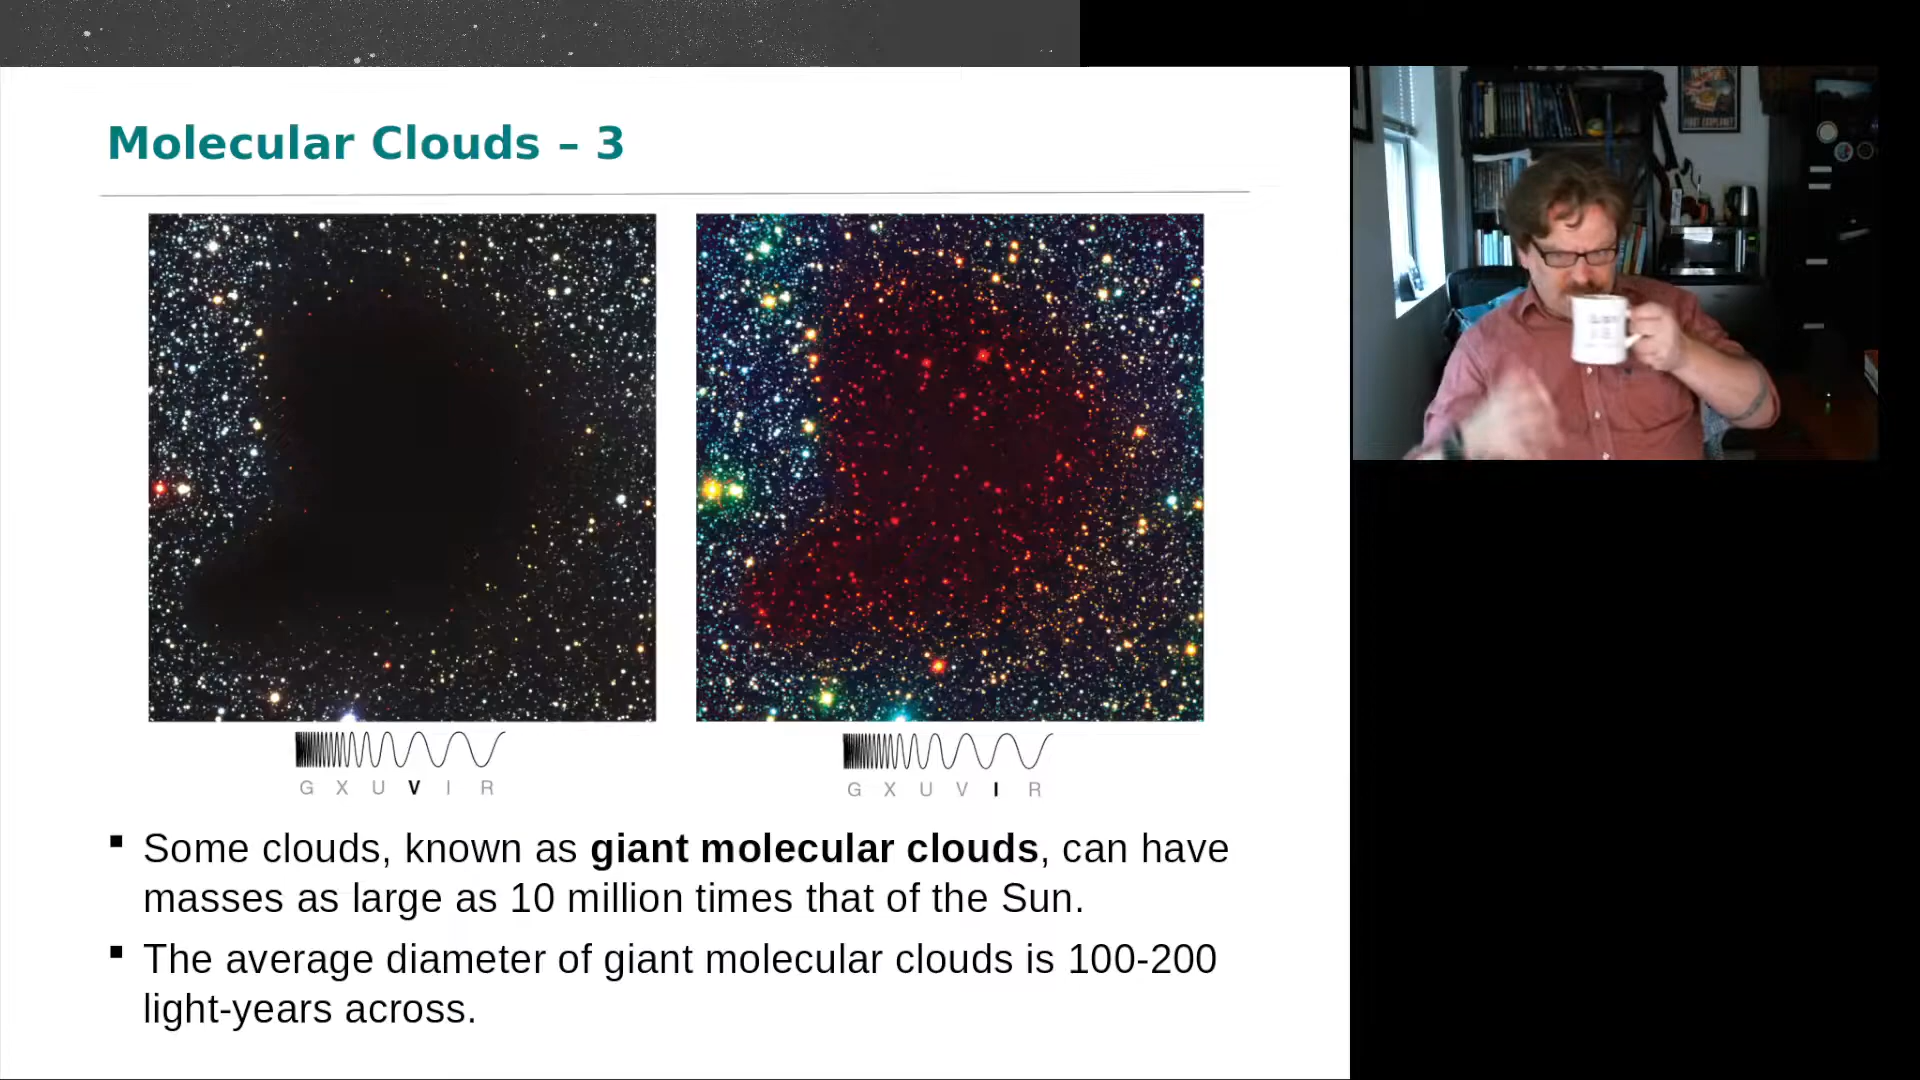 Molecular Clouds – 3
G X U V I R
G X U V I R
▪ Some clouds, known as giant molecular clouds, can have
masses as large as 10 million times that of the Sun.
▪ The average diameter of giant molecular clouds is 100-200
light-years across.